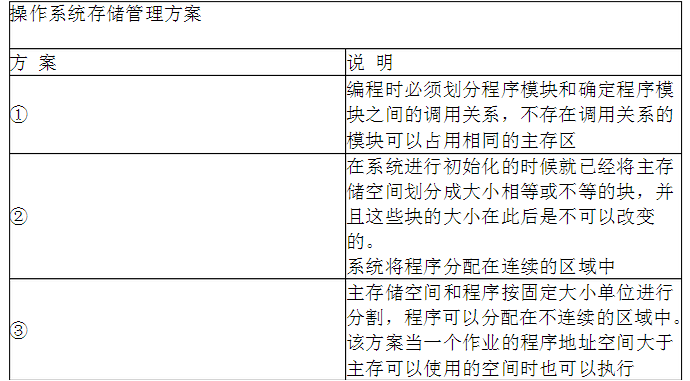 操作系统存储管理方案
方 案
说 明
①
编程时必须划分程序模块和确定程序模
块之间的调用关系，不存在调用关系的
模块可以占用相同的主存区
②
在系统进行初始化的时候就已经将主存
储空间划分成大小相等或不等的块，并
且这些块的大小在此后是不可以改变
的。
系统将程序分配在连续的区域中
③
主存储空间和程序按固定大小单位进行
分割，程序可以分配在不连续的区域中。
该方案当一个作业的程序地址空间大于
主存可以使用的空间时也可以执行